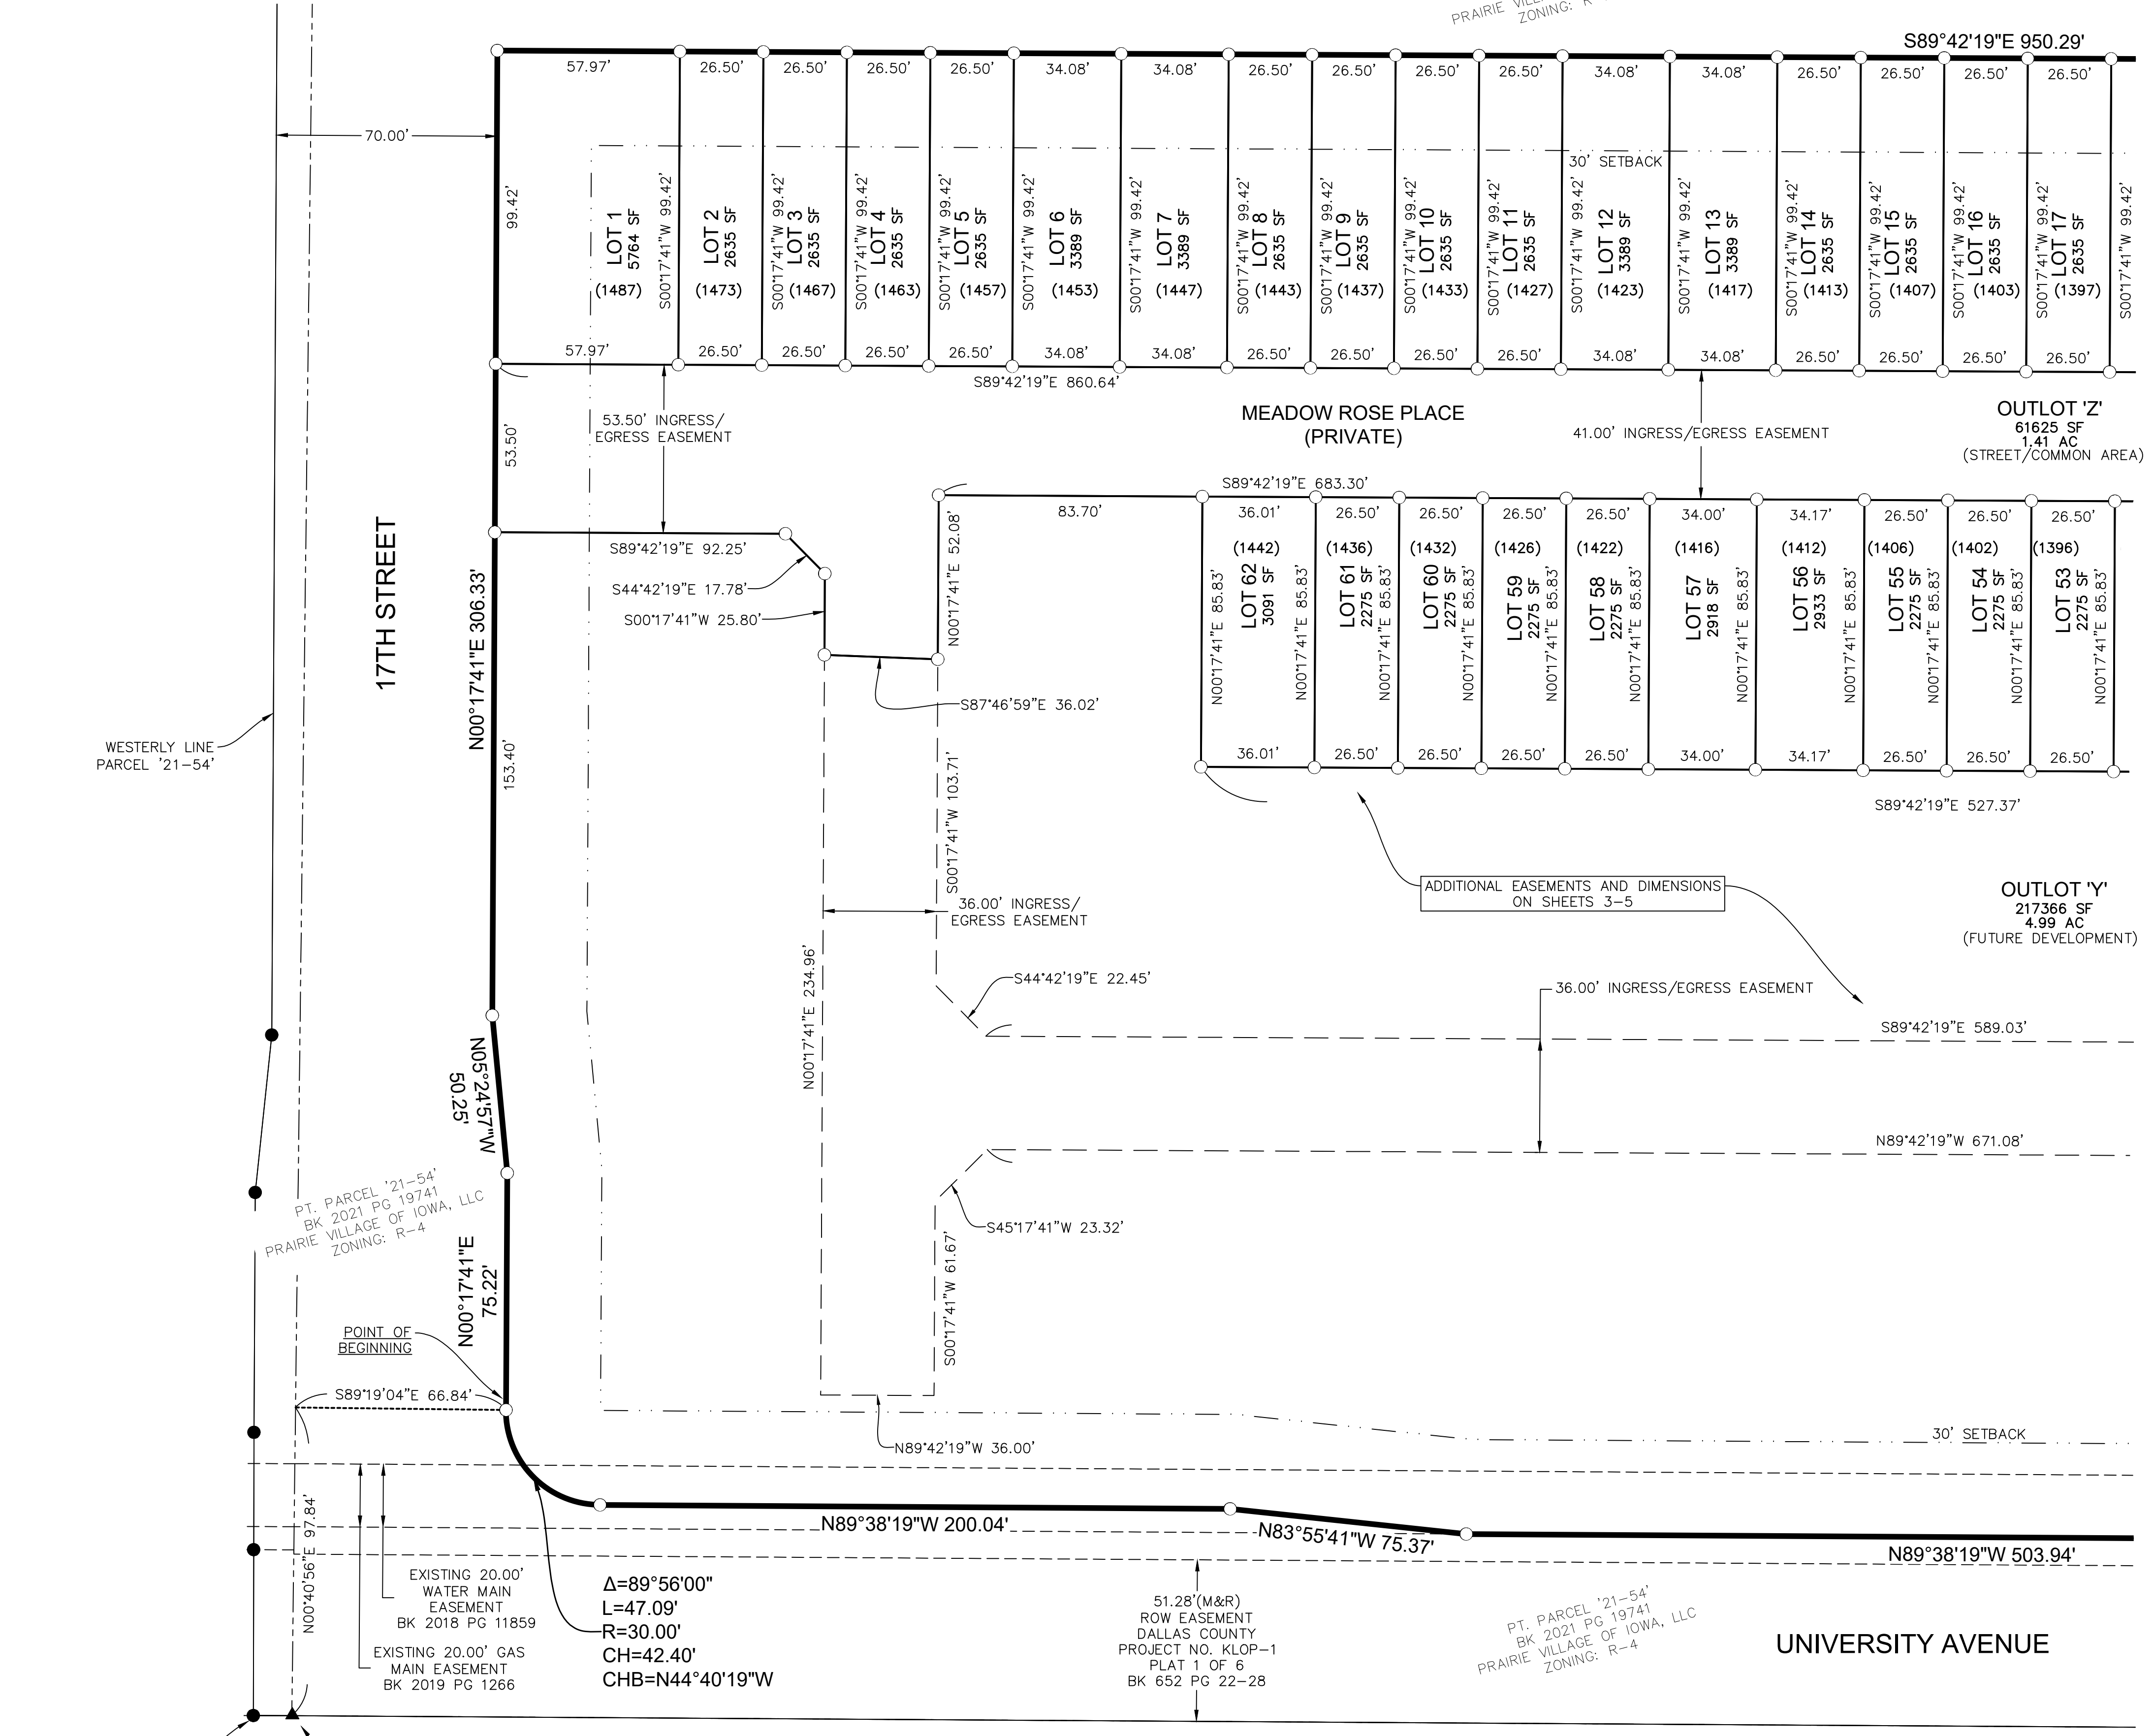 PRAIRIE
ZONING: R
S89°42'19"E 950.29'
57.97'
26.50'
26.50'
26.50'
26.50'
34.08'
34.08'
26.50'
26.50'
26.50'
26.50'
34.08'
34.08'
26.50'
26.50'
26.50'
26.50'
70.00'
30' SETBACK
99.42'
LOT 1
5764 SF
(1487)
S00°17'41"W 99.42'
LOT 2
2635 SF
(1473)
S00°17'41"W 99.42'
LOT 3
2635 SF
(1467)
S00°17'41"W 99.42'
LOT 4
2635 SF
(1463)
S00°17'41"W 99.42'
LOT 5
2635 SF
(1457)
S00°17'41"W 99.42'
LOT 6
3389 SF
(1453)
S00°17'41"W 99.42'
LOT 7
3389 SF
(1447)
S00°17'41"W 99.42'
LOT 8
2635 SF
(1443)
S00°17'41"W 99.42'
LOT 9
2635 SF
(1437)
S00°17'41"W 99.42'
LOT 10
2635 SF
(1433)
S00°17'41"W 99.42'
LOT 11
2635 SF
(1427)
S00°17'41"W 99.42'
LOT 12
3389 SF
(1423)
S00°17'41"W 99.42'
LOT 13
3389 SF
(1417)
S00°17'41"W 99.42'
LOT 14
2635 SF
(1413)
S00°17'41"W 99.42'
LOT 15
2635 SF
(1407)
S00°17'41"W 99.42'
LOT 16
2635 SF
(1403)
S00°17'41"W 99.42'
LOT 17
2635 SF
(1397)
S00°17'41"W 99.42'
57.97'
26.50'
26.50'
26.50'
26.50'
34.08'
34.08'
26.50'
26.50'
26.50'
26.50'
34.08'
34.08'
26.50'
26.50'
26.50'
26.50'
S89°42'19"E 860.64'
53.50'
53.50' INGRESS/
EGRESS EASEMENT
MEADOW ROSE PLACE
(PRIVATE)
41.00' INGRESS/EGRESS EASEMENT
OUTLOT 'Z'
61625 SF
1.41 AC
(STREET/COMMON AREA)
S89°42'19"E 683.30'
83.70'
36.01'
26.50'
26.50'
26.50'
26.50'
34.00'
34.17'
26.50'
26.50'
26.50'
S89°42'19"E 92.25'
S44°42'19"E 17.78'
S00°17'41"W 25.80'
N00°17'41"E 52.08'
S87°46'59"E 36.02'
N00°17'41"E 85.83'
(1442)
LOT 62
3091 SF
N00°17'41"E 85.83'
(1436)
LOT 61
2275 SF
N00°17'41"E 85.83'
(1432)
LOT 60
2275 SF
N00°17'41"E 85.83'
(1426)
LOT 59
2275 SF
N00°17'41"E 85.83'
(1422)
LOT 58
2275 SF
N00°17'41"E 85.83'
(1416)
LOT 57
2918 SF
N00°17'41"E 85.83'
(1412)
LOT 56
2933 SF
N00°17'41"E 85.83'
(1406)
LOT 55
2275 SF
N00°17'41"E 85.83'
(1402)
LOT 54
2275 SF
N00°17'41"E 85.83'
(1396)
LOT 53
2275 SF
N00°17'41"E 85.83'
36.01'
26.50'
26.50'
26.50'
26.50'
34.00'
34.17'
26.50'
26.50'
26.50'
S89°42'19"E 527.37'
17TH STREET
N00°17'41"E 306.33'
153.40'
WESTERLY LINE
PARCEL '21-54'
S00°17'41"W 103.71'
36.00' INGRESS/
EGRESS EASEMENT
N00°17'41"E 234.96'
ADDITIONAL EASEMENTS AND DIMENSIONS
ON SHEETS 3-5
OUTLOT 'Y'
217366 SF
4.99 AC
(FUTURE DEVELOPMENT)
S44°42'19"E 22.45'
36.00' INGRESS/EGRESS EASEMENT
S89°42'19"E 589.03'
N05°24'57"W
50.25'
N89°42'19"W 671.08'
PT. PARCEL '21-54'
BK 2021 PG 19741
PRAIRIE VILLAGE OF IOWA, LLC
ZONING: R-4
S45°17'41"W 23.32'
S00°17'41"W 61.67'
N00°17'41"E
75.22'
POINT OF
BEGINNING
S89°19'04"E 66.84'
N89°42'19"W 36.00'
30' SETBACK
N00°40'56"E 97.84'
N89°38'19"W 200.04'
N83°55'41"W 75.37'
N89°38'19"W 503.94'
EXISTING 20.00'
WATER MAIN
EASEMENT
BK 2018 PG 11859
EXISTING 20.00' GAS
MAIN EASEMENT
BK 2019 PG 1266
Δ=89°56'00"
L=47.09'
R=30.00'
CH=42.40'
CHB=N44°40'19"W
51.28'(M&R)
ROW EASEMENT
DALLAS COUNTY
PROJECT NO. KLOP-1
PLAT 1 OF 6
BK 652 PG 22-28
PT. PARCEL '21-54'
BK 2021 PG 19741
PRAIRIE VILLAGE OF IOWA, LLC
ZONING: R-4
UNIVERSITY AVENUE